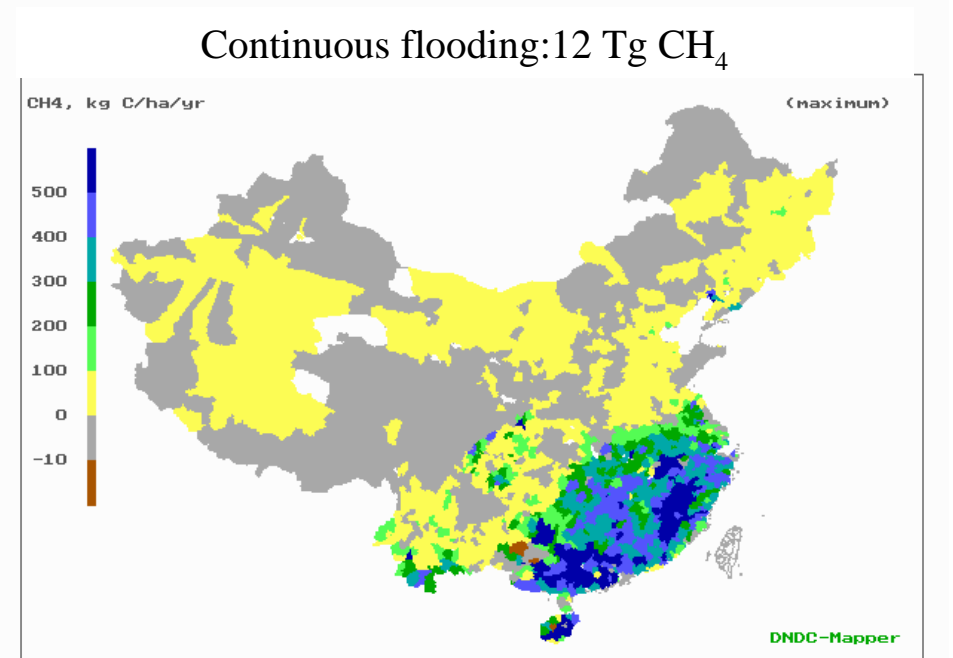 Continuous flooding:12 Tg CH₄
CH4, kg C/ha/yr
(maximum)
500
400
300
200
100
0
-10
DNDC-Mapper